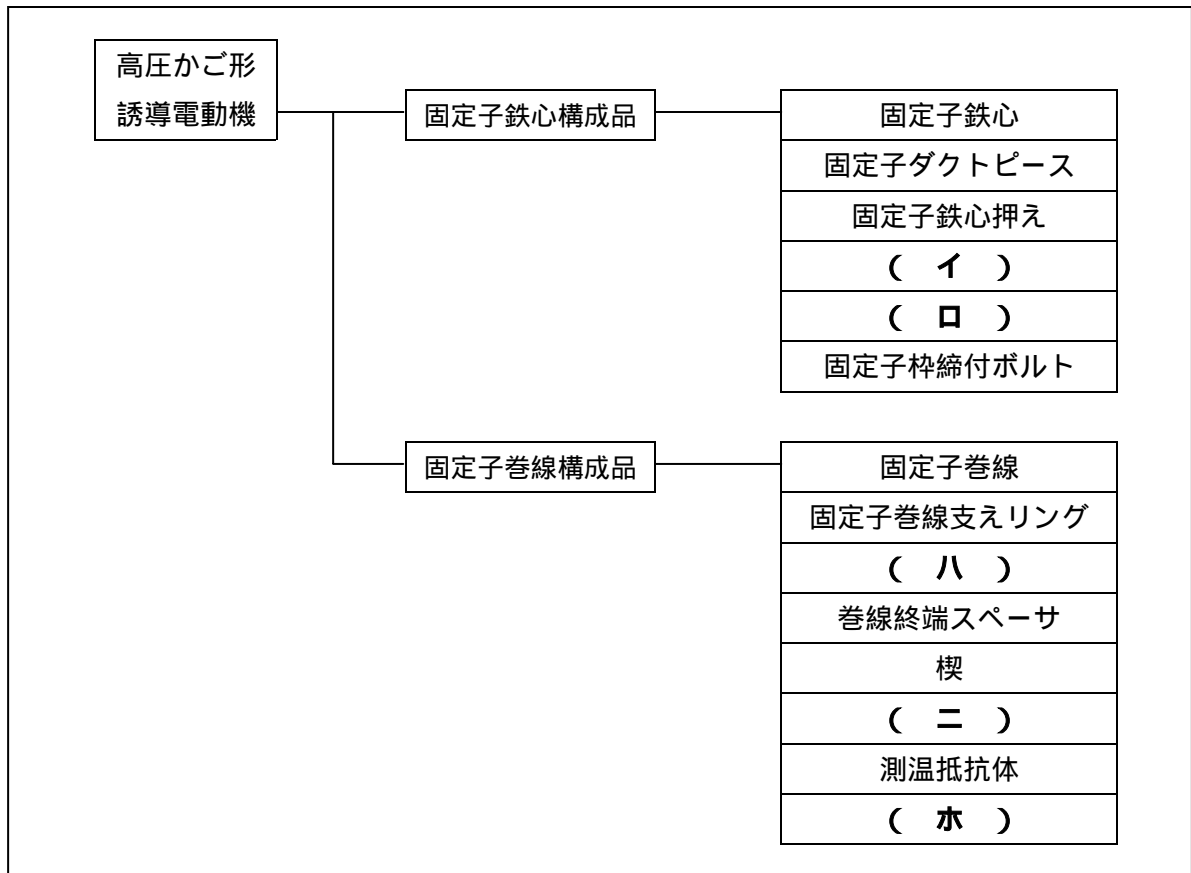 高圧かご形
誘導電動機
固定子鉄心構成品
固定子鉄心
固定子ダクトピース
固定子鉄心押え
( イ )
( ロ )
固定子枠締付ボルト
固定子巻線構成品
固定子巻線
固定子巻線支えリング
( ハ )
巻線終端スペーサ
楔
( ニ )
測温抵抗体
( ホ )